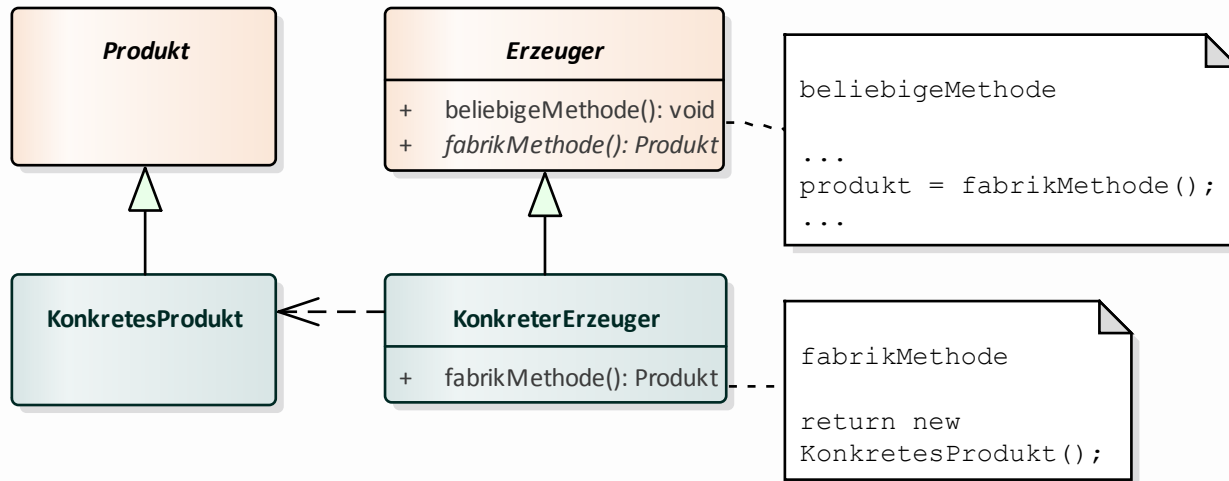 Produkt
Erzeuger
+ beliebigeMethode(): void
+ fabrikMethode(): Produkt
beliebigeMethode
...
produkt = fabrikMethode();
...
KonkretesProdukt
KonkreterErzeuger
+ fabrikMethode(): Produkt
fabrikMethode
return new
KonkretesProdukt();